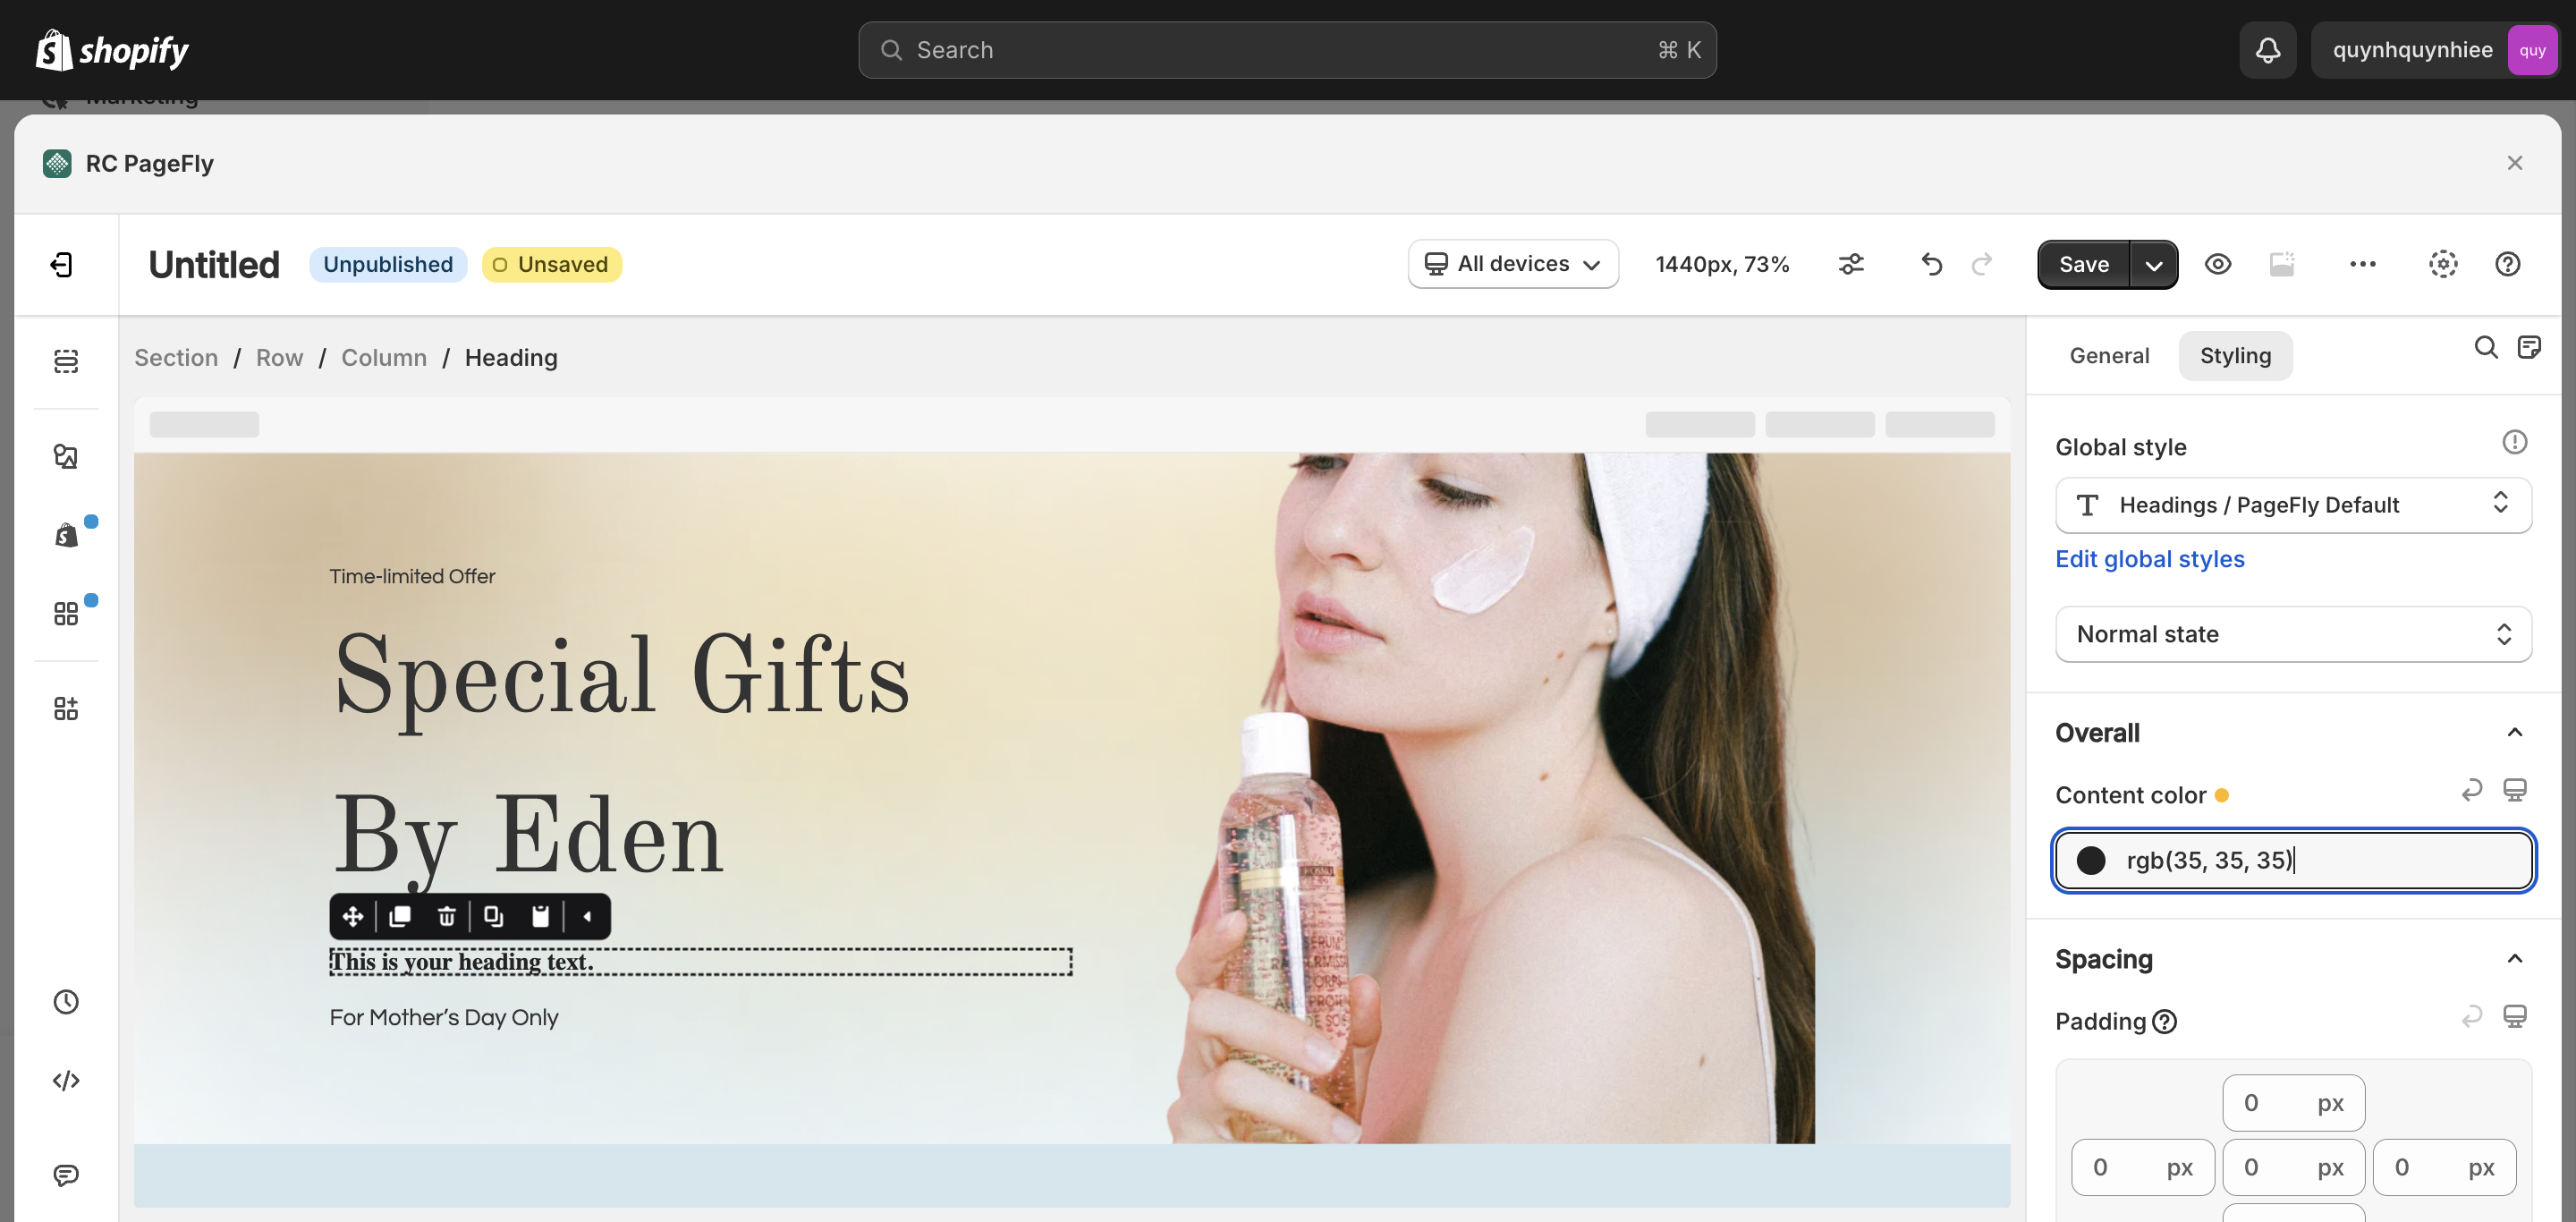 shopify
Search
⌘ K
quynhquynhiee
quy
RC PageFly
Untitled
Unpublished
Unsaved
All devices
1440px, 73%
Save
Section / Row / Column / Heading
General
Styling
Global style
Headings / PageFly Default
Edit global styles
Normal state
Overall
Content color
rgb(35, 35, 35)
Spacing
Padding
0 px
0 px
0 px
0 px
Time-limited Offer
Special Gifts
By Eden
This is your heading text.
For Mother’s Day Only